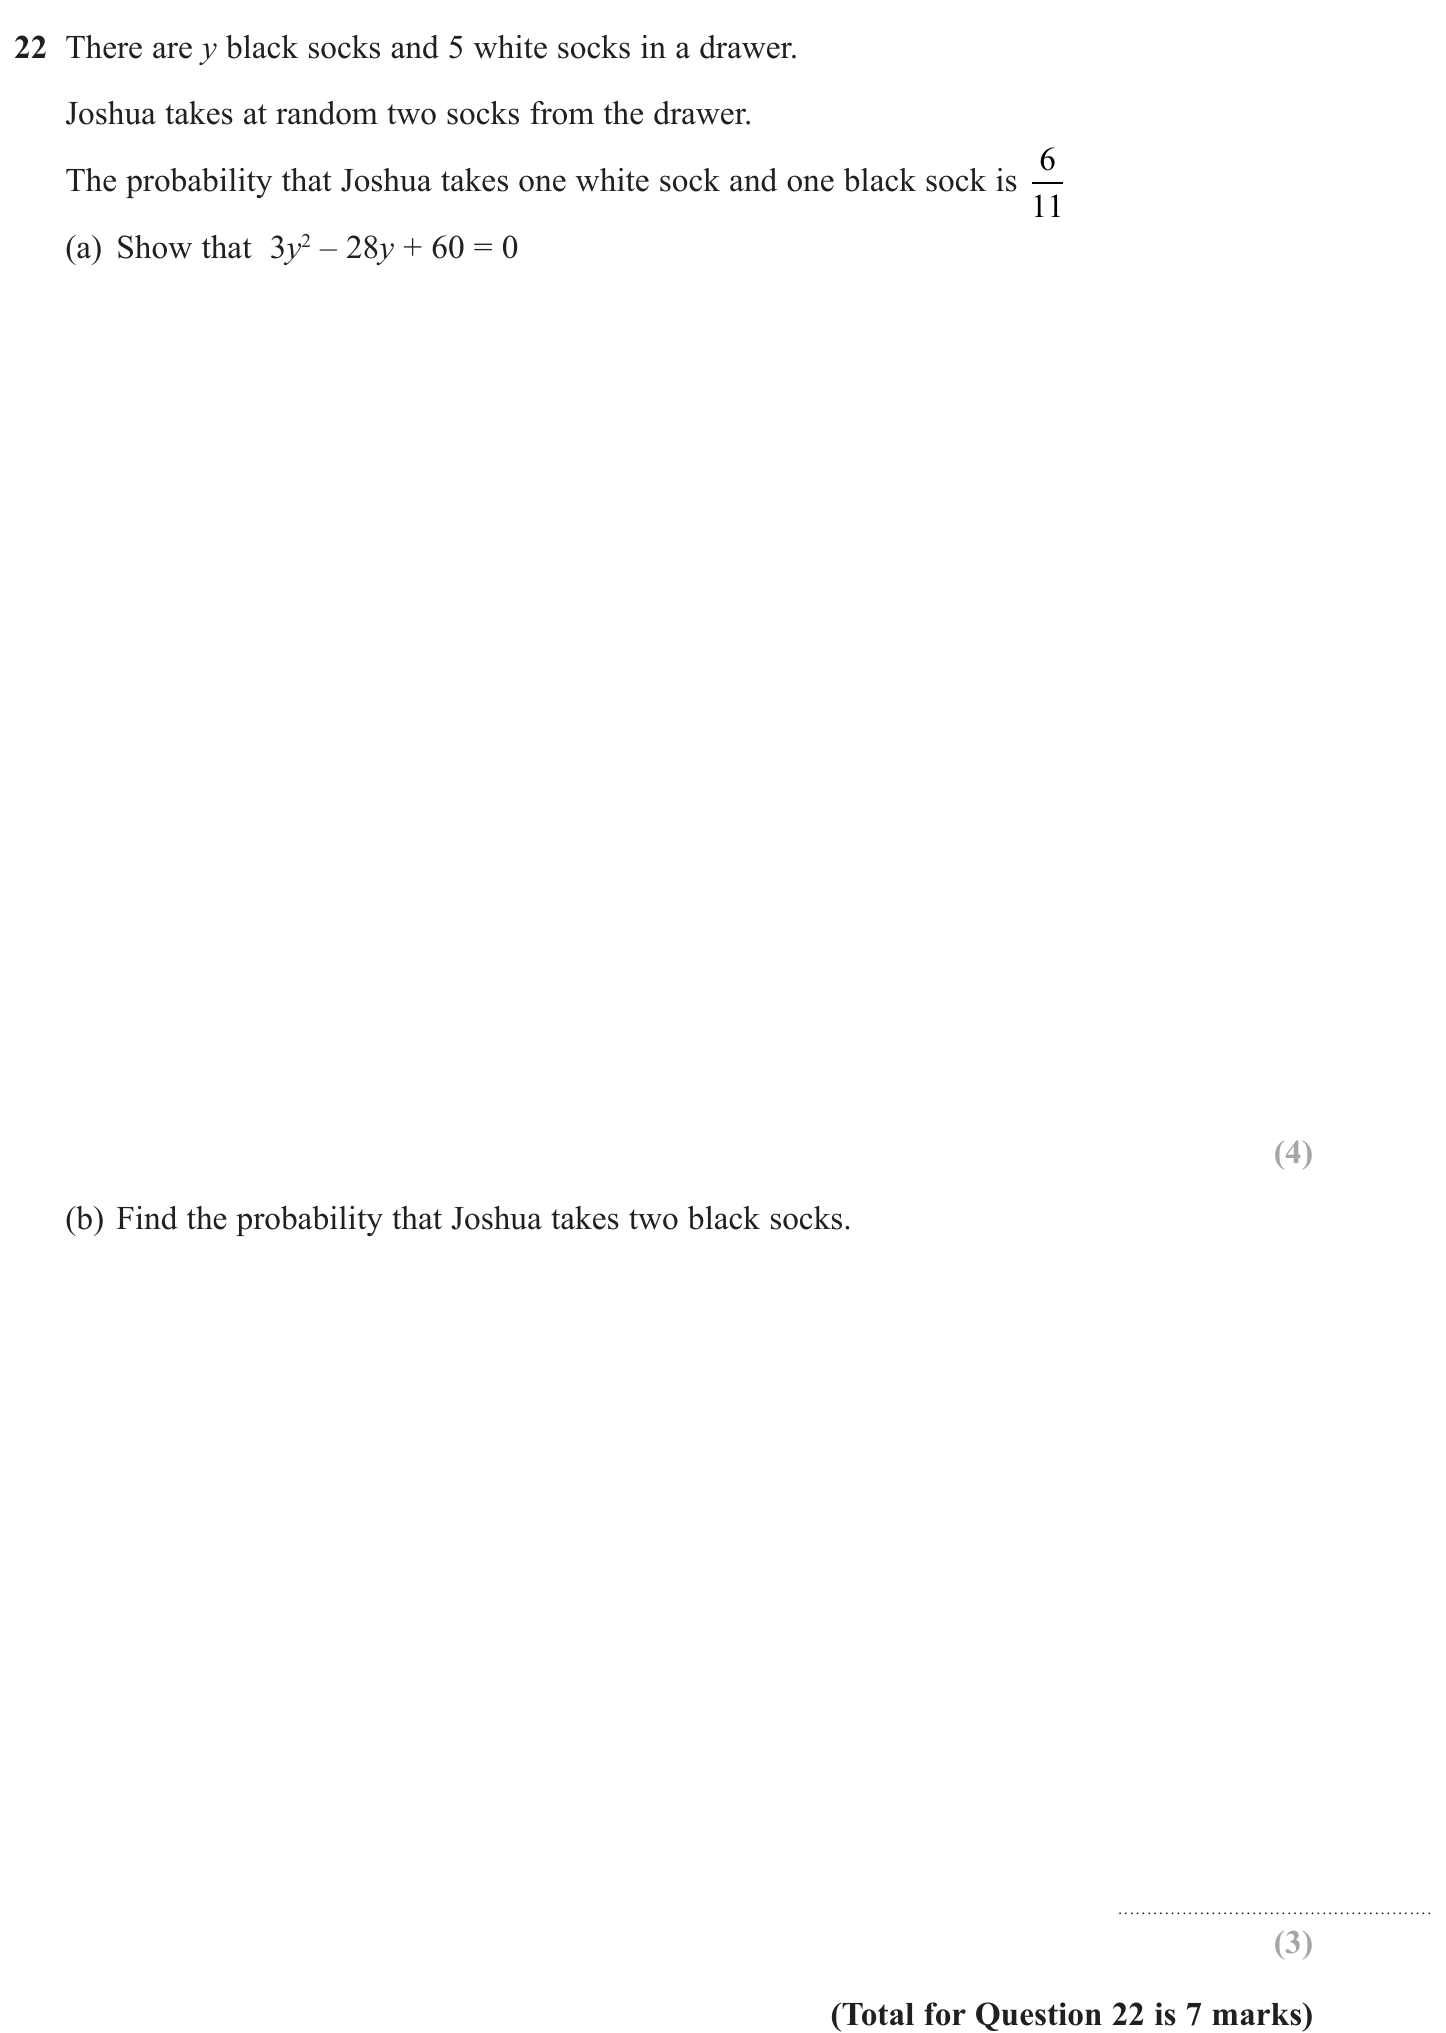 22 There are y black socks and 5 white socks in a drawer.
Joshua takes at random two socks from the drawer.
The probability that Joshua takes one white sock and one black sock is 6/11
(a) Show that 3y² – 28y + 60 = 0
(4)
(b) Find the probability that Joshua takes two black socks.
(3)
(Total for Question 22 is 7 marks)